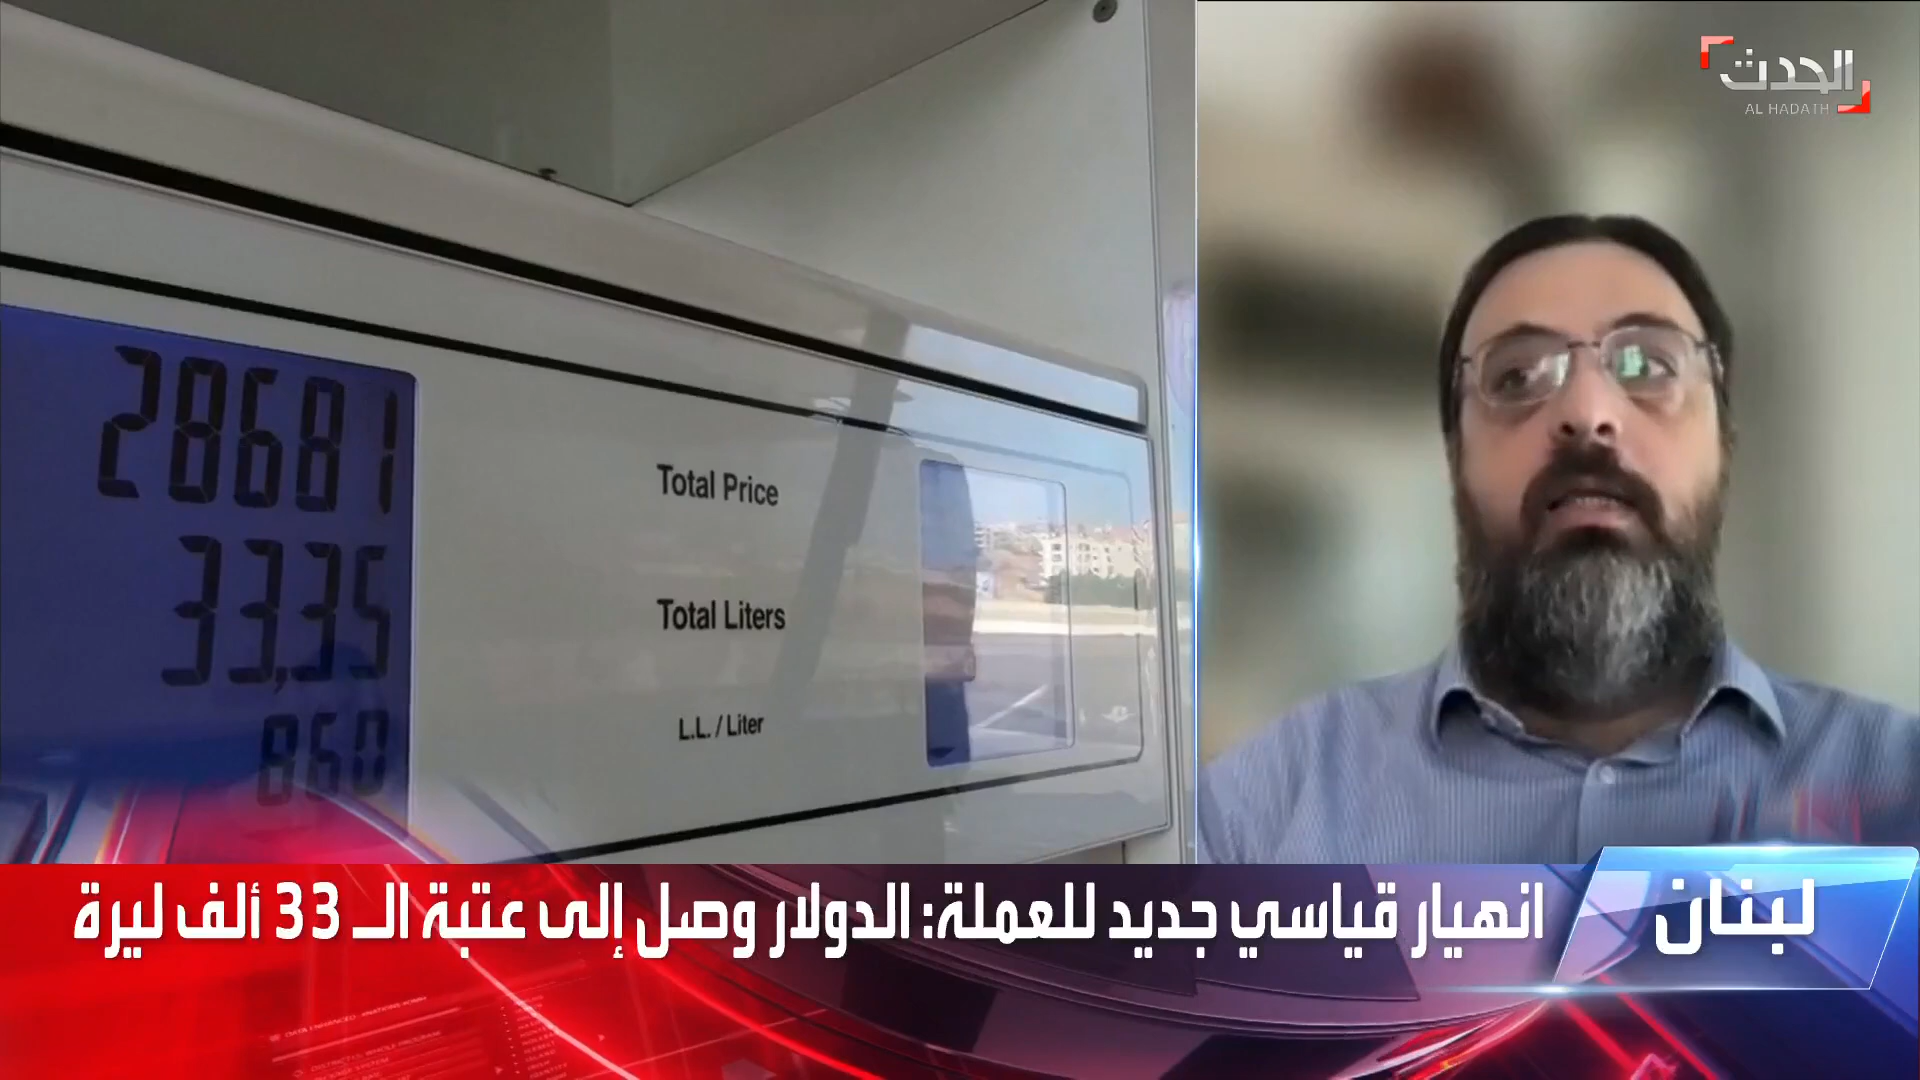 الحدث
AL HADATH
28681
Total Price
33,35
Total Liters
860
L.L. / Liter
لبنان
انهيار قياسي جديد للعملة: الدولار وصل إلى عتبة الـ 33 ألف ليرة